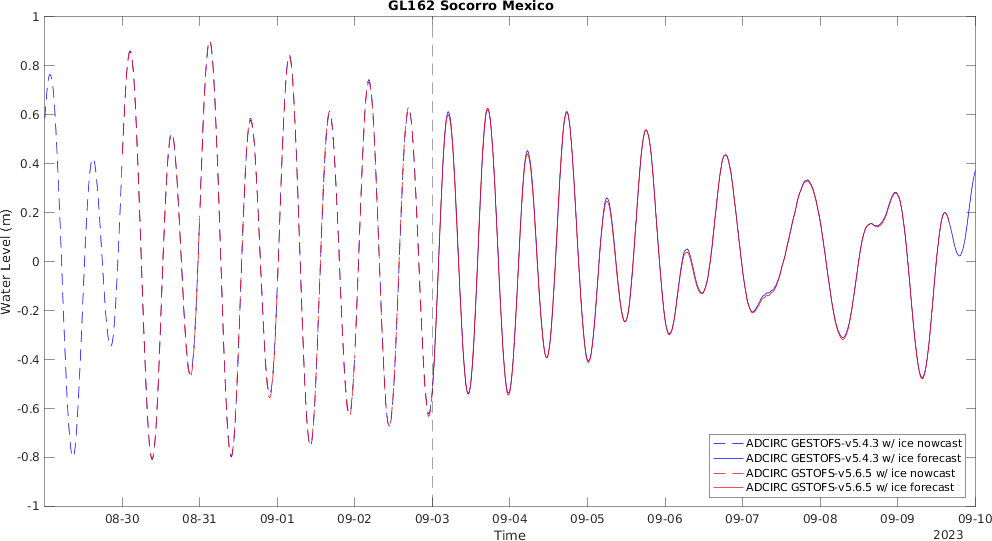 GL162 Socorro Mexico
Water Level (m)
1
0.8
0.6
0.4
0.2
0
-0.2
-0.4
-0.6
-0.8
-1
08-30 08-31 09-01 09-02 09-03 09-04 09-05 09-06 09-07 09-08 09-09 09-10
Time
2023
ADCIRC GESTOFS-v5.4.3 w/ ice nowcast
ADCIRC GESTOFS-v5.4.3 w/ ice forecast
ADCIRC GSTOFS-v5.6.5 w/ ice nowcast
ADCIRC GSTOFS-v5.6.5 w/ ice forecast